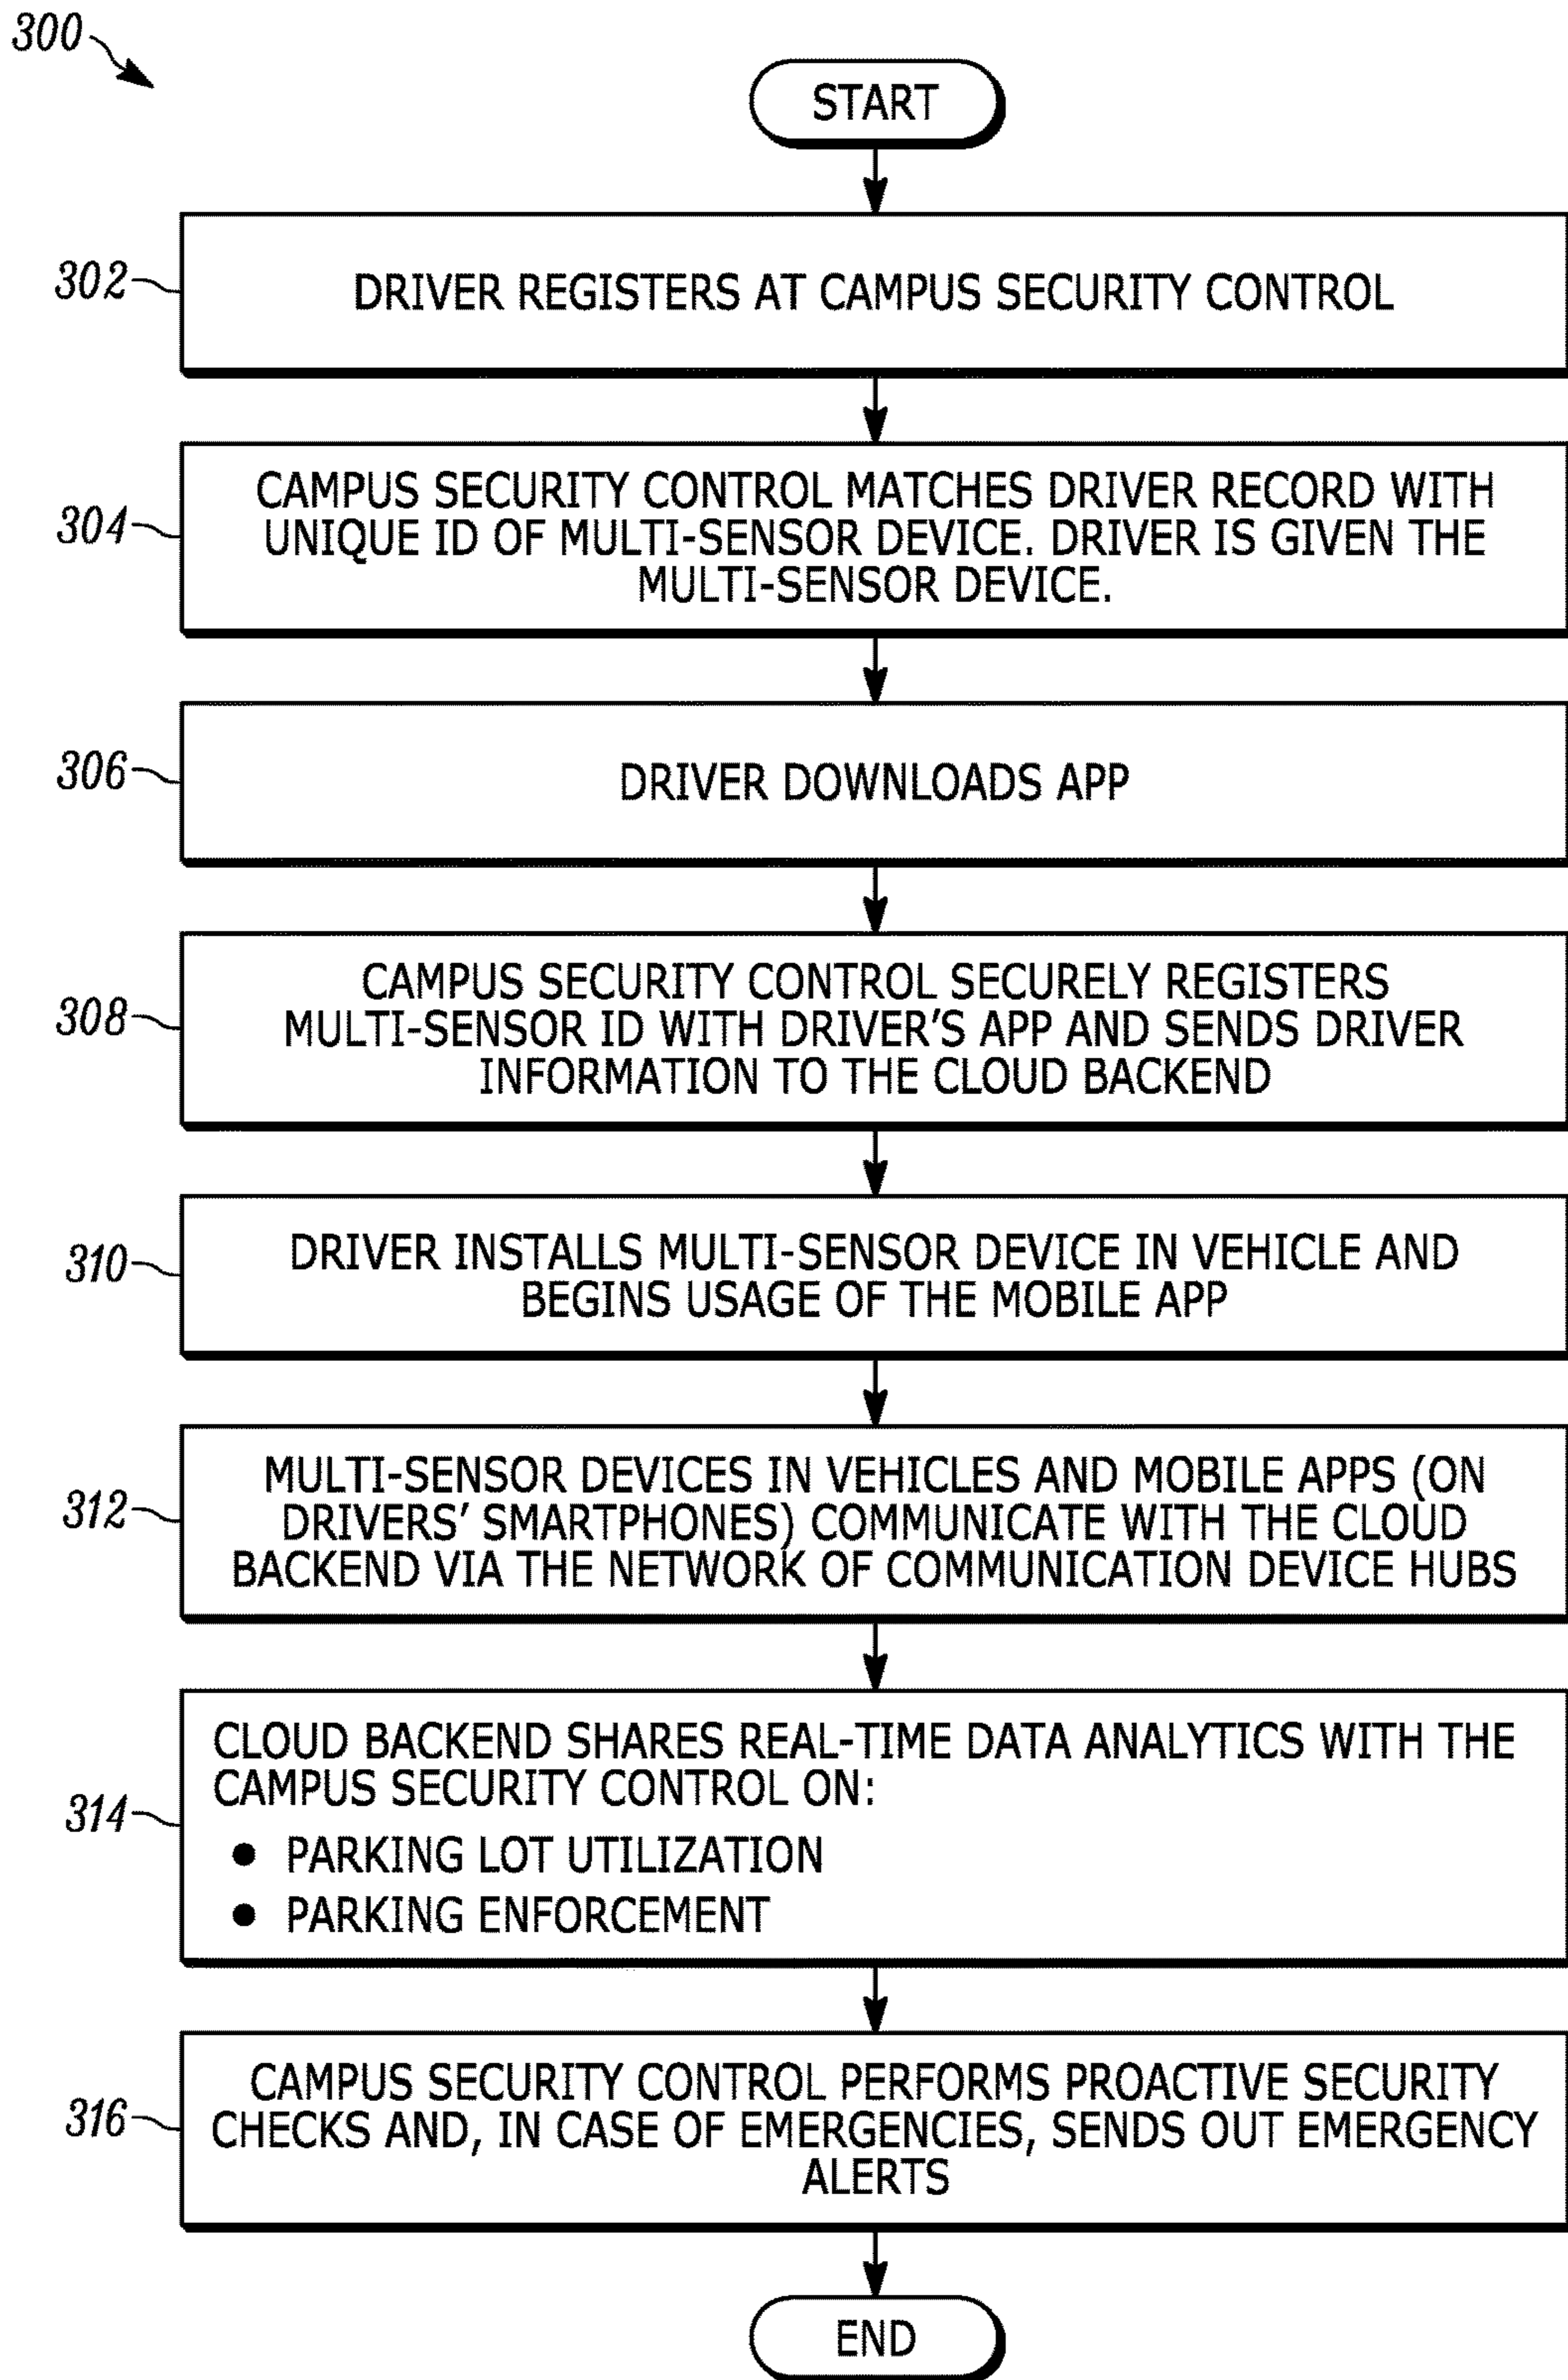 300
START
302
DRIVER REGISTERS AT CAMPUS SECURITY CONTROL
304
CAMPUS SECURITY CONTROL MATCHES DRIVER RECORD WITH
UNIQUE ID OF MULTI-SENSOR DEVICE. DRIVER IS GIVEN THE
MULTI-SENSOR DEVICE.
306
DRIVER DOWNLOADS APP
308
CAMPUS SECURITY CONTROL SECURELY REGISTERS
MULTI-SENSOR ID WITH DRIVER'S APP AND SENDS DRIVER
INFORMATION TO THE CLOUD BACKEND
310
DRIVER INSTALLS MULTI-SENSOR DEVICE IN VEHICLE AND
BEGINS USAGE OF THE MOBILE APP
312
MULTI-SENSOR DEVICES IN VEHICLES AND MOBILE APPS (ON
DRIVERS' SMARTPHONES) COMMUNICATE WITH THE CLOUD
BACKEND VIA THE NETWORK OF COMMUNICATION DEVICE HUBS
314
CLOUD BACKEND SHARES REAL-TIME DATA ANALYTICS WITH THE
CAMPUS SECURITY CONTROL ON:
● PARKING LOT UTILIZATION
● PARKING ENFORCEMENT
316
CAMPUS SECURITY CONTROL PERFORMS PROACTIVE SECURITY
CHECKS AND, IN CASE OF EMERGENCIES, SENDS OUT EMERGENCY
ALERTS
END